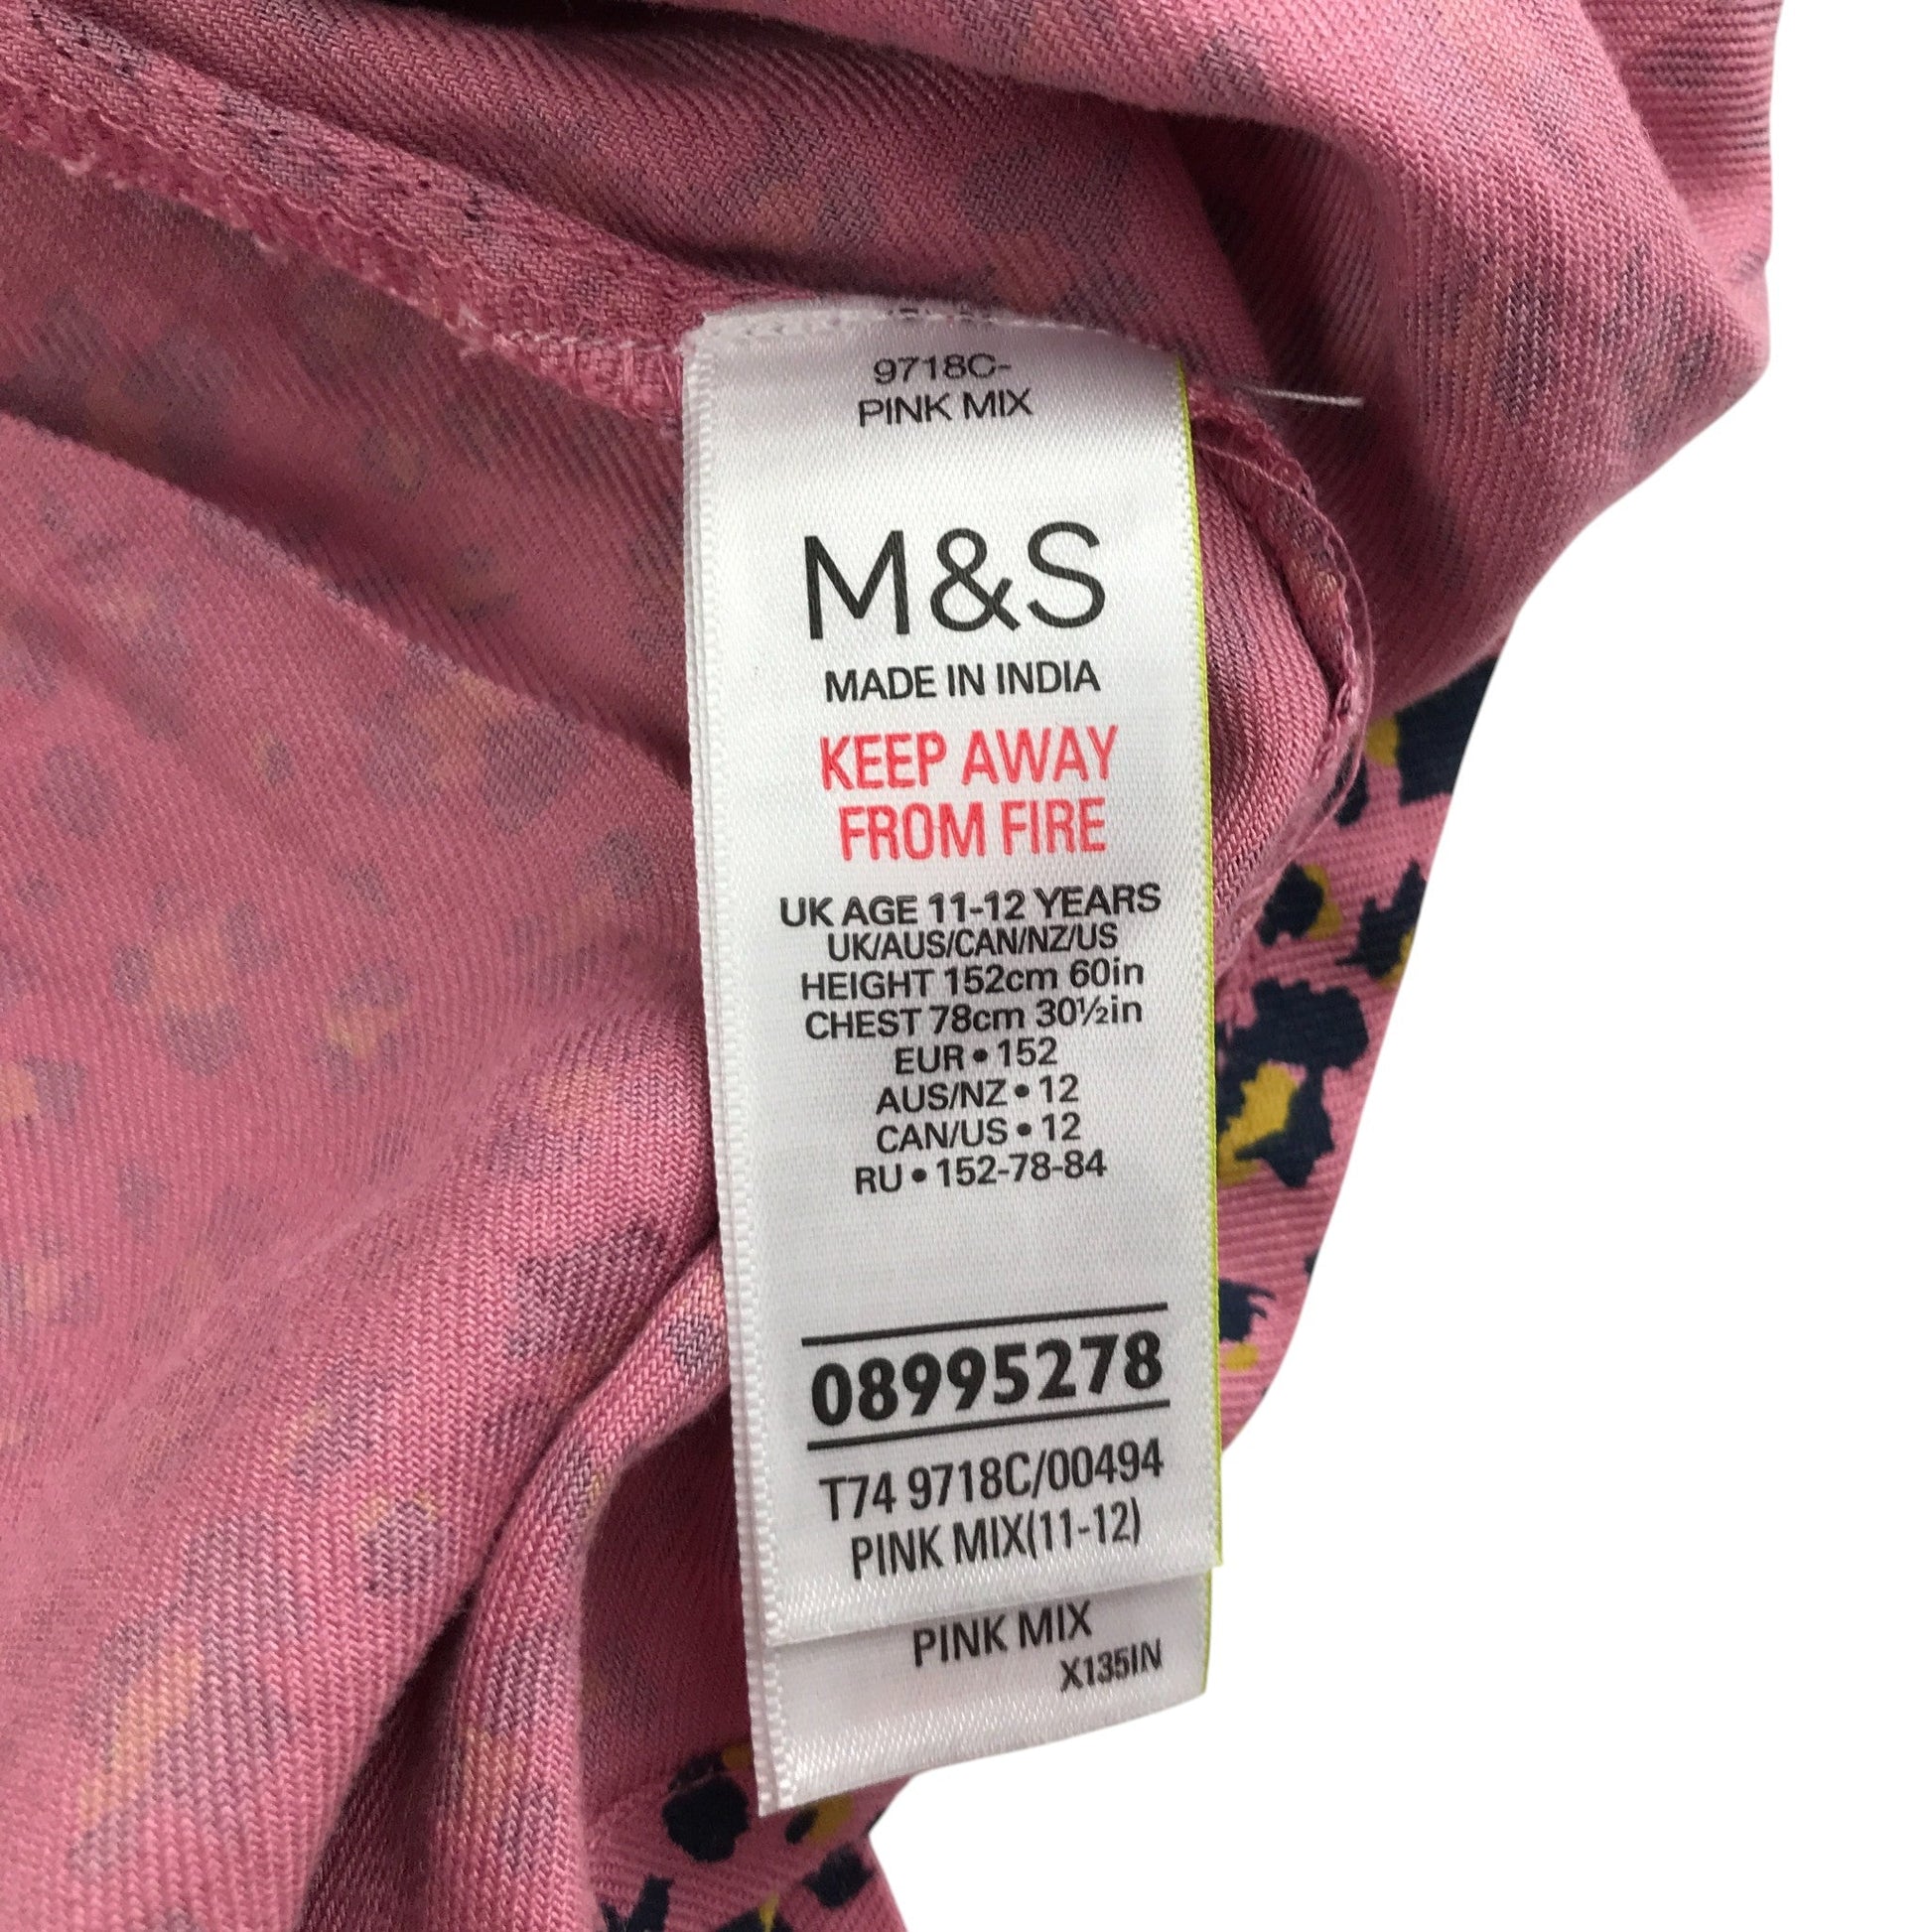 9718C-
PINK MIX
M&S
MADE IN INDIA
KEEP AWAY
FROM FIRE
UK AGE 11-12 YEARS
UK/AUS/CAN/NZ/US
HEIGHT 152cm 60in
CHEST 78cm 30½in
EUR • 152
AUS/NZ • 12
CAN/US • 12
RU • 152-78-84
08995278
T74 9718C/00494
PINK MIX(11-12)
PINK MIX
X135IN